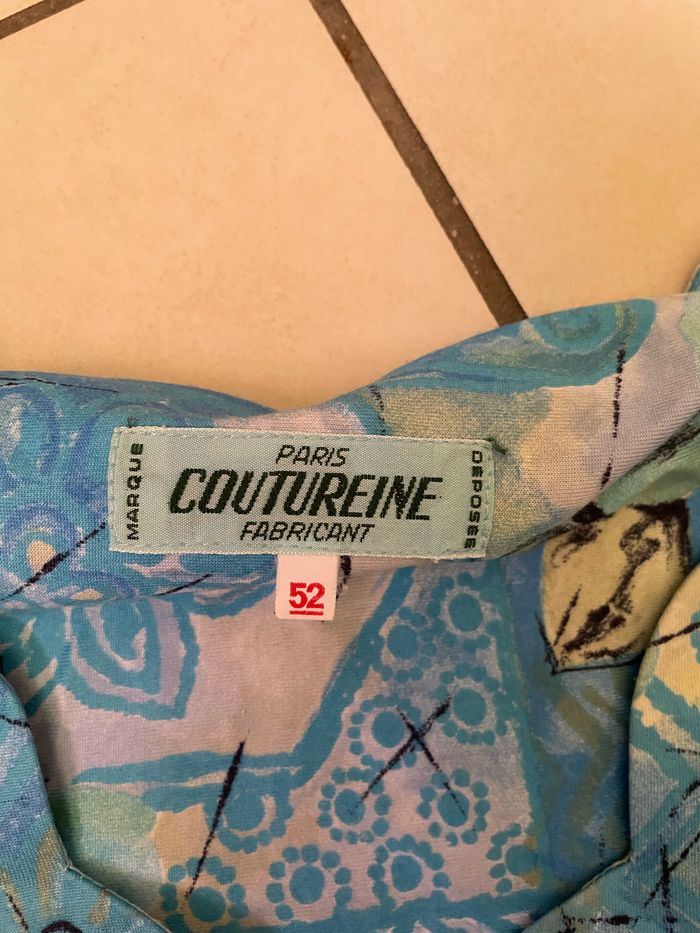 MARQUE
PARIS
COUTUREINE
FABRICANT
DEPOSEE
52